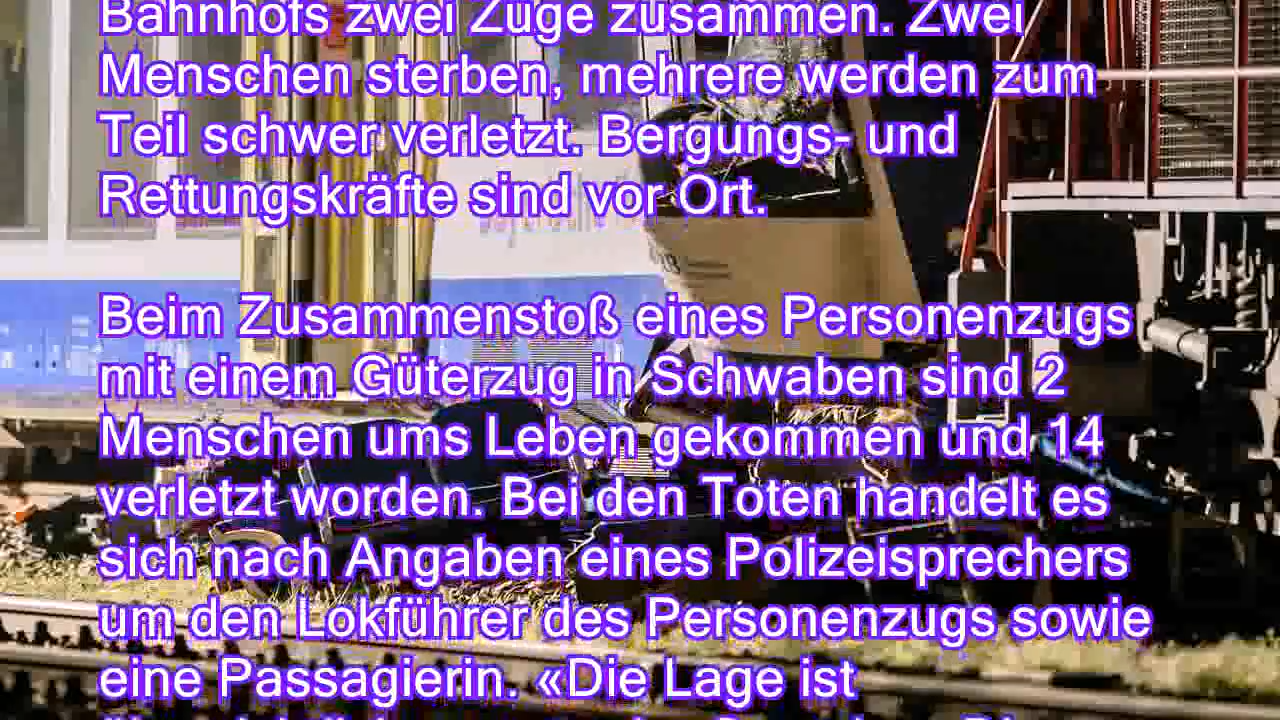 Bahnhofs zwei Züge zusammen. Zwei
Menschen sterben, mehrere werden zum
Teil schwer verletzt. Bergungs- und
Rettungskräfte sind vor Ort.
Beim Zusammenstoß eines Personenzugs
mit einem Güterzug in Schwaben sind 2
Menschen ums Leben gekommen und 14
verletzt worden. Bei den Toten handelt es
sich nach Angaben eines Polizeisprechers
um den Lokführer des Personenzugs sowie
eine Passagierin. «Die Lage ist